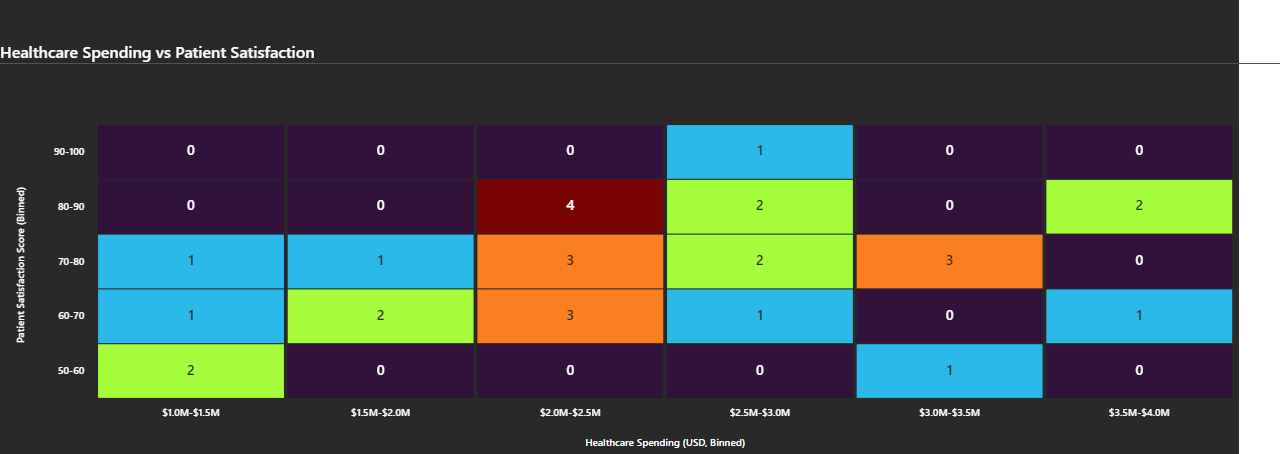 Healthcare Spending vs Patient Satisfaction
Patient Satisfaction Score (Binned)
90-100 0 0 0 1 0 0
80-90 0 0 4 2 0 2
70-80 1 1 3 2 3 0
60-70 1 2 3 1 0 1
50-60 2 0 0 0 1 0
$1.0M-$1.5M $1.5M-$2.0M $2.0M-$2.5M $2.5M-$3.0M $3.0M-$3.5M $3.5M-$4.0M
Healthcare Spending (USD, Binned)